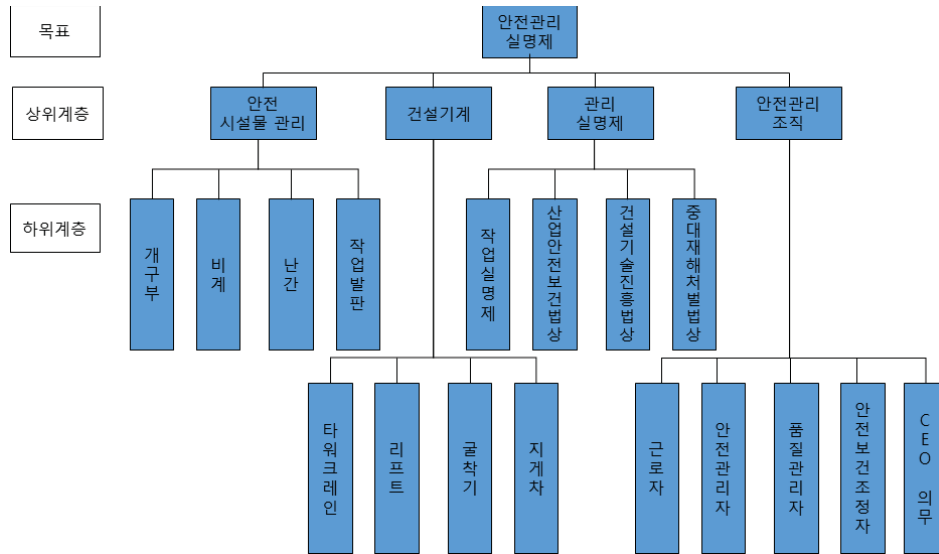 목표
안전관리
실명제
상위계층
안전
시설물 관리
건설기계
관리
실명제
안전관리
조직
하위계층
개구부
비계
난간
작업발판
작업실명제
산업안전보건법상
건설기술진흥법상
중대재해처벌법상
타워크레인
리프트
굴착기
지게차
근로자
안전관리자
품질관리자
안전보건조정자
CEO 의무